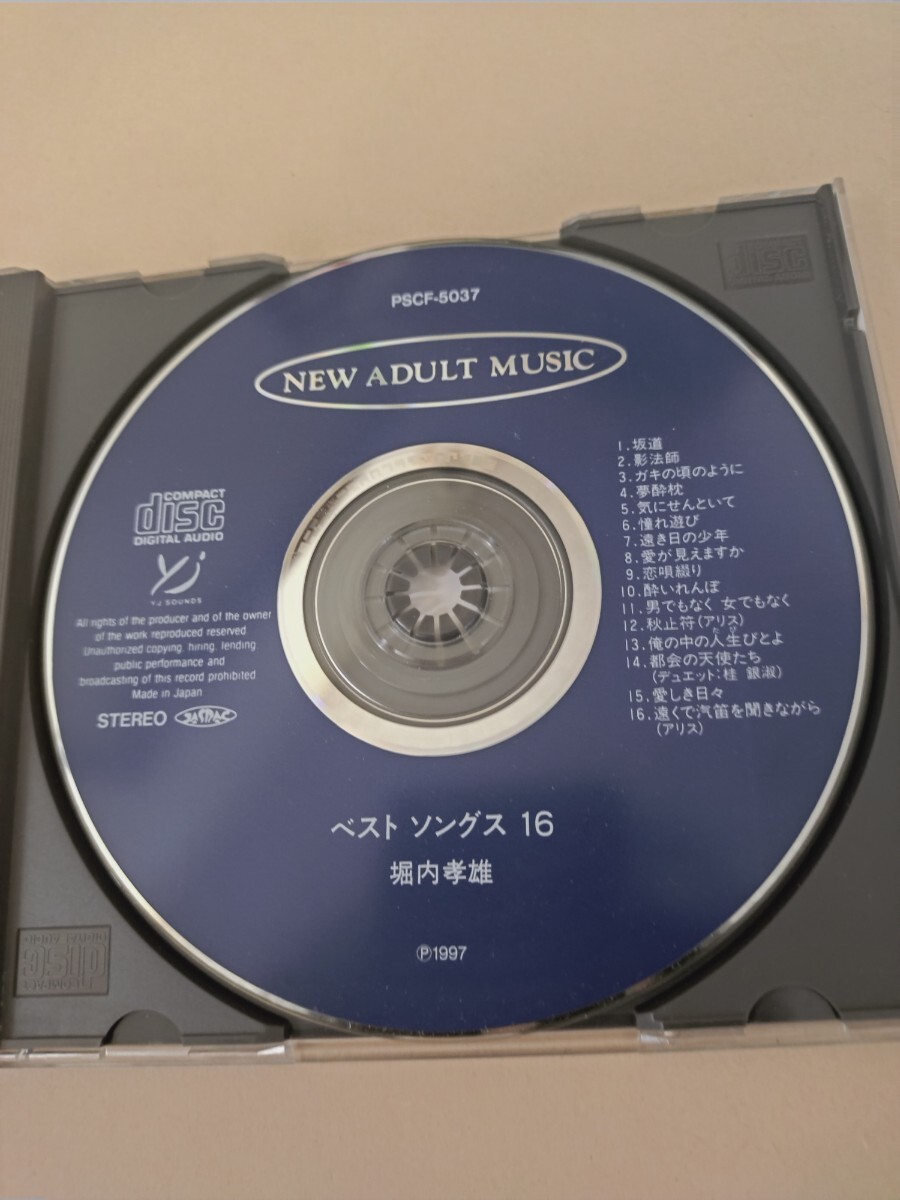 PSCF-5037
NEW ADULT MUSIC
COMPACT
disc
DIGITAL AUDIO
YJ SOUNDS
All rights of the producer and of the owner
of the work reproduced reserved
Unauthorized copying, hiring, lending
public performance and
broadcasting of this record prohibited
Made in Japan
STEREO
JASRAC
1. 坂道
2. 影法師
3. ガキの頃のように
4. 夢酔枕
5. 気にせんといて
6. 憧れ遊び
7. 遠き日の少年
8. 愛が見えますか
9. 恋唄綴り
10. 酔いれんぼ
11. 男でもなく 女でもなく
12. 秋止符(アリス)
13. 俺の中の人生びとよ
14. 都会の天使たち
(デュエット:桂 銀淑)
15. 愛しき日々
16. 遠くで汽笛を聞きながら
(アリス)
ベスト ソングス 16
堀内孝雄
Ⓟ1997
disc
COMPACT
disc
DIGITAL AUDIO